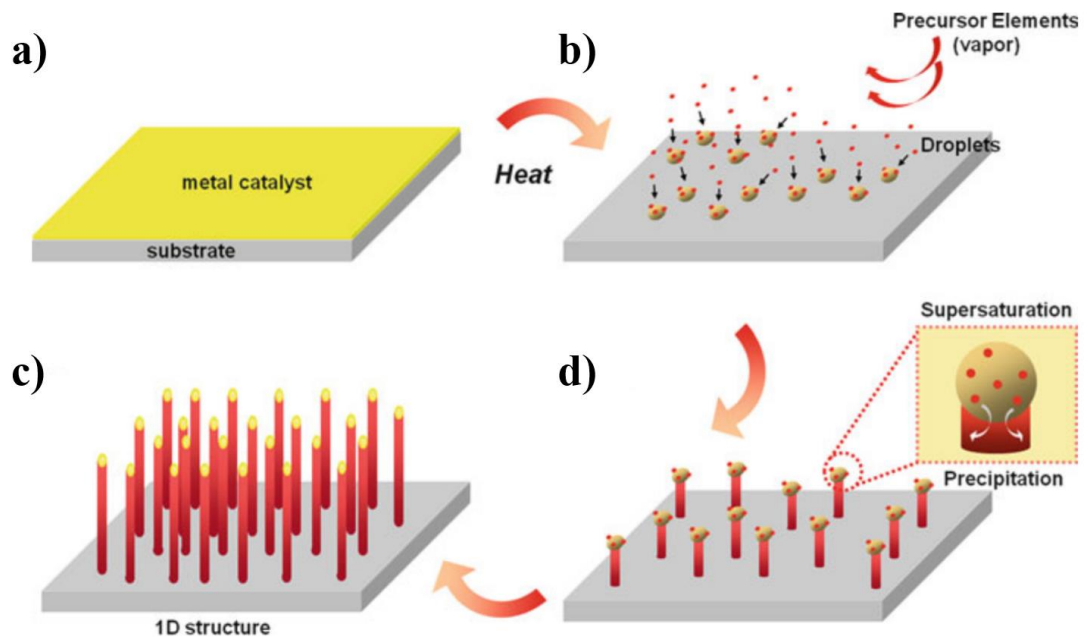 a)
metal catalyst
substrate
Heat
b)
Precursor Elements
(vapor)
Droplets
c)
1D structure
d)
Supersaturation
Precipitation